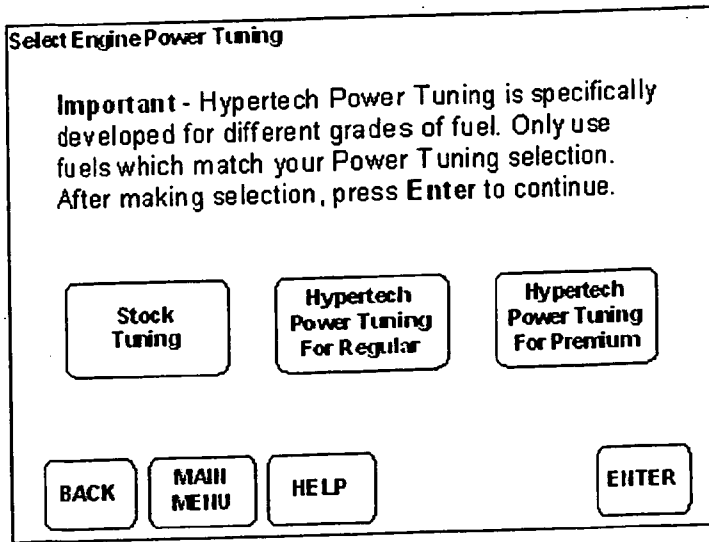 Select Engine Power Tuning
Important - Hypertech Power Tuning is specifically
developed for different grades of fuel. Only use
fuels which match your Power Tuning selection.
After making selection, press Enter to continue.
Stock
Tuning
Hypertech
Power Tuning
For Regular
Hypertech
Power Tuning
For Premium
BACK
MAIN
MENU
HELP
ENTER